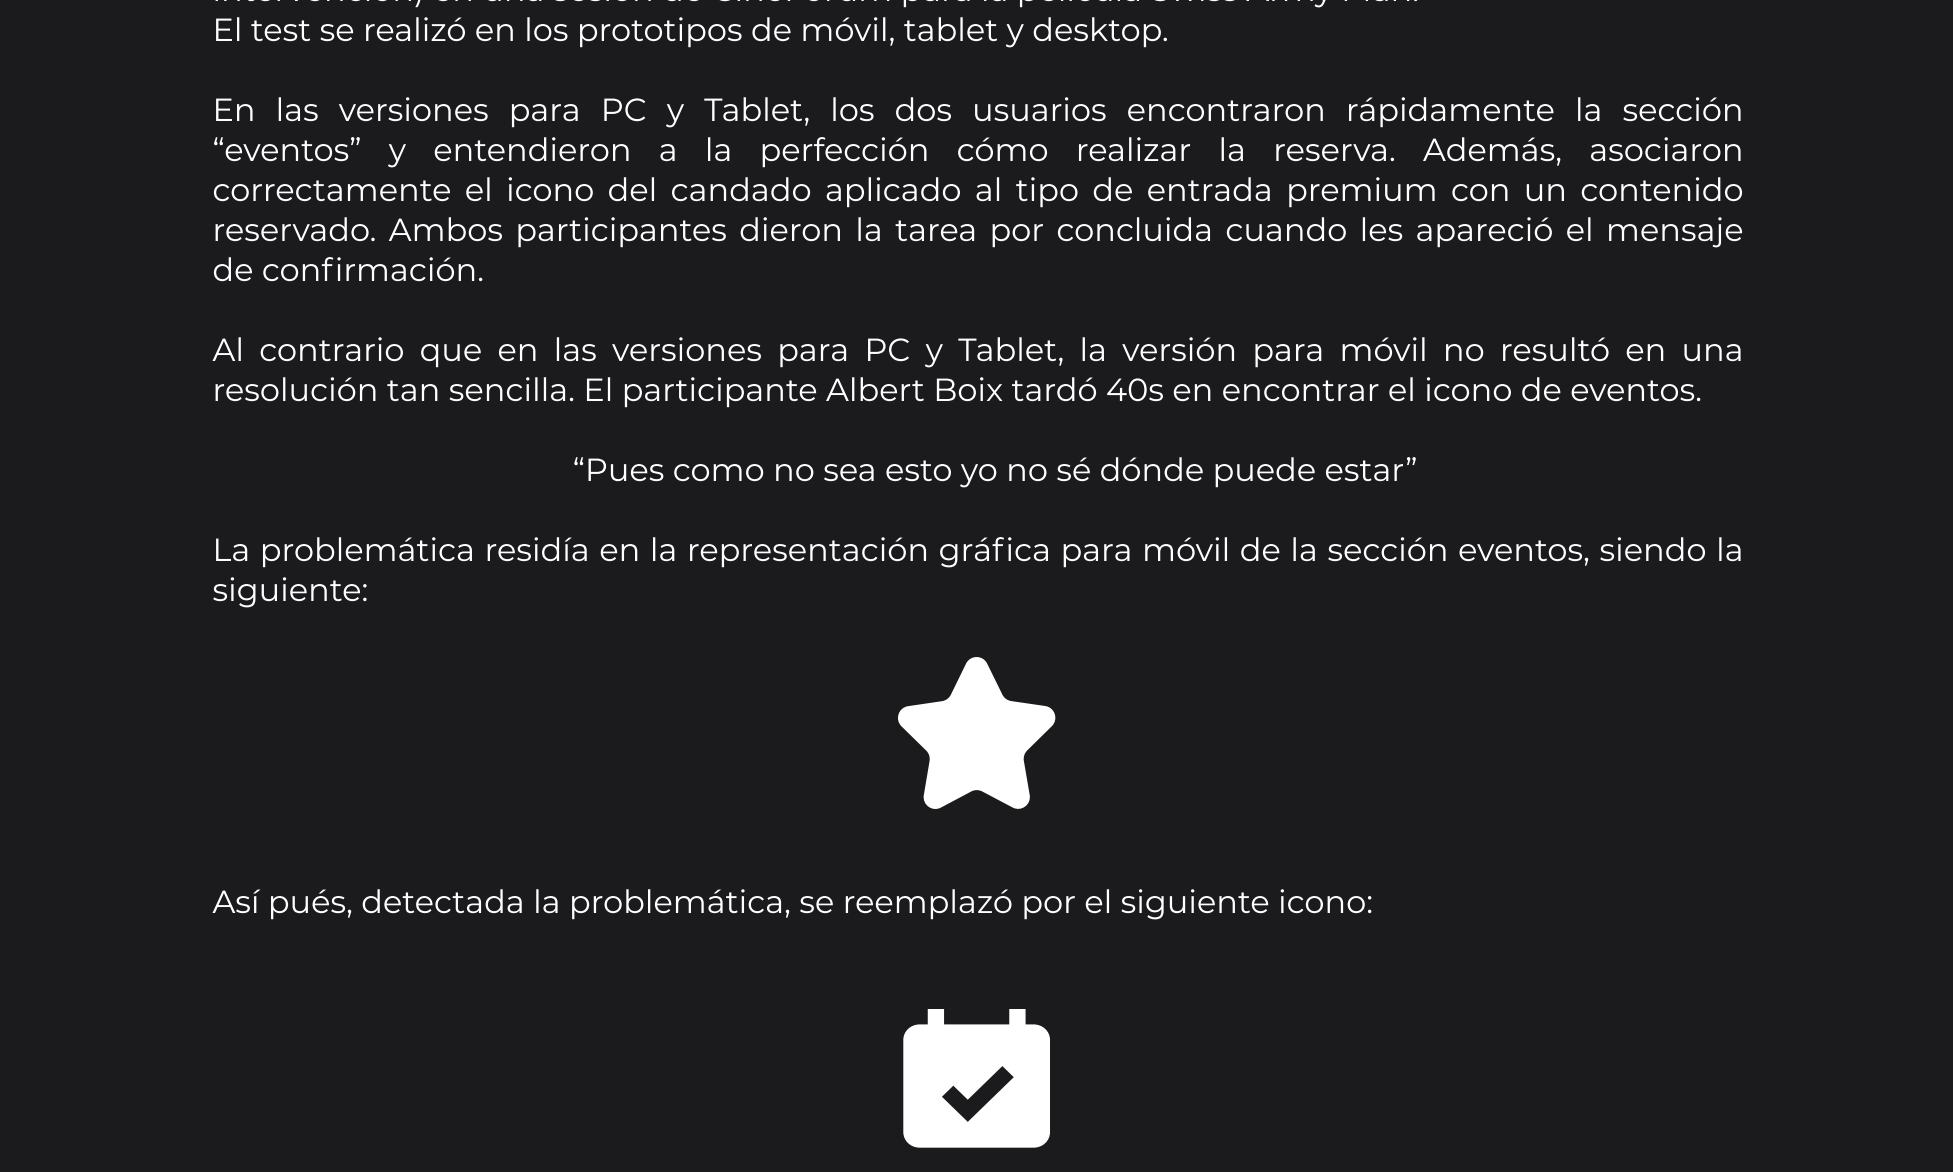 El test se realizó en los prototipos de móvil, tablet y desktop.
En las versiones para PC y Tablet, los dos usuarios encontraron rápidamente la sección
“eventos” y entendieron a la perfección cómo realizar la reserva. Además, asociaron
correctamente el icono del candado aplicado al tipo de entrada premium con un contenido
reservado. Ambos participantes dieron la tarea por concluida cuando les apareció el mensaje
de confirmación.
Al contrario que en las versiones para PC y Tablet, la versión para móvil no resultó en una
resolución tan sencilla. El participante Albert Boix tardó 40s en encontrar el icono de eventos.
“Pues como no sea esto yo no sé dónde puede estar”
La problemática residía en la representación gráfica para móvil de la sección eventos, siendo la
siguiente:
Así pués, detectada la problemática, se reemplazó por el siguiente icono: